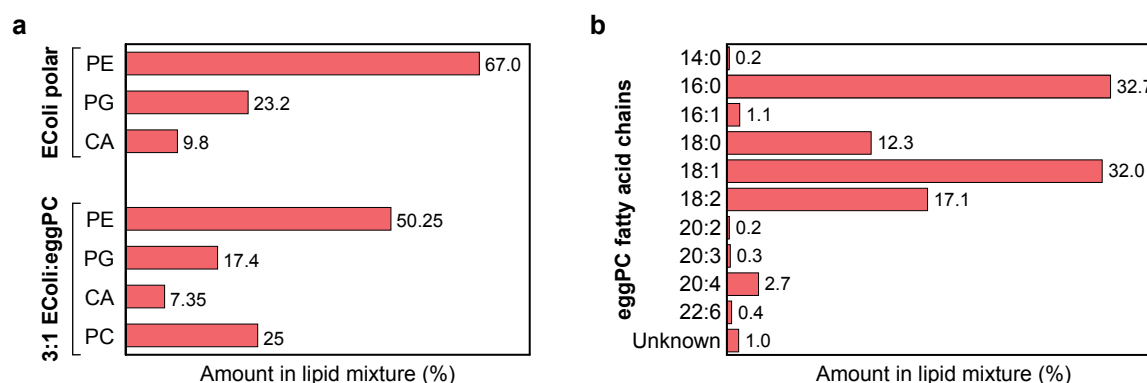 a
EColi polar
PE
67.0
PG
23.2
CA
9.8
3:1 EColi:eggPC
PE
50.25
PG
17.4
CA
7.35
PC
25
Amount in lipid mixture (%)
b
eggPC fatty acid chains
14:0
0.2
16:0
32.7
16:1
1.1
18:0
12.3
18:1
32.0
18:2
17.1
20:2
0.2
20:3
0.3
20:4
2.7
22:6
0.4
Unknown
1.0
Amount in lipid mixture (%)